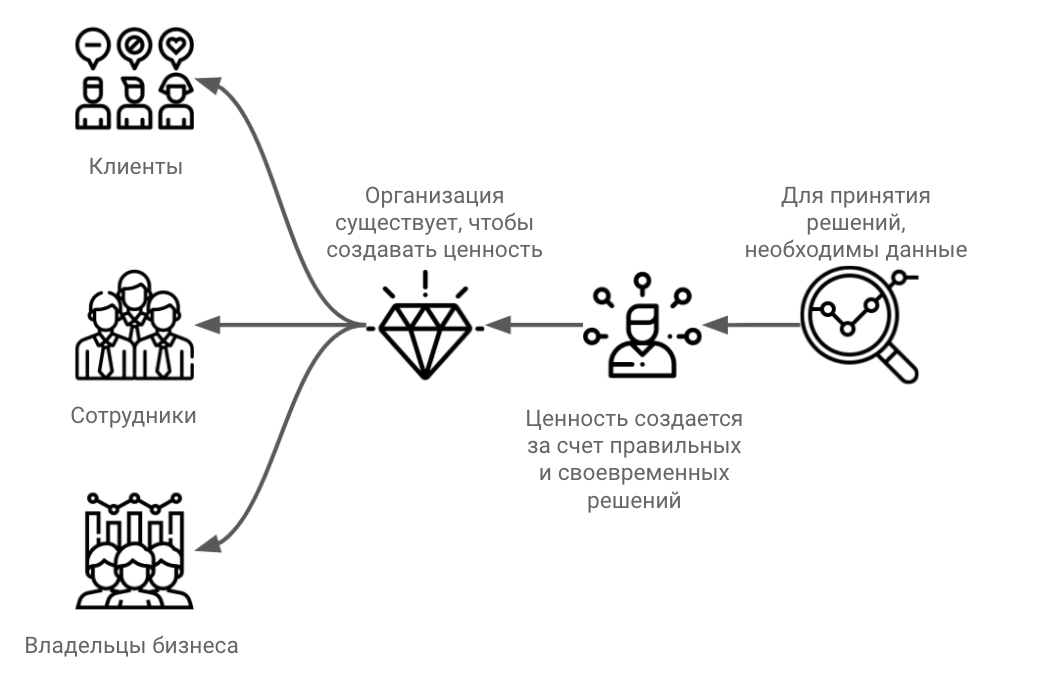 Клиенты
Организация
существует, чтобы
создавать ценность
Для принятия
решений,
необходимы данные
Сотрудники
Ценность создается
за счет правильных
и своевременных
решений
Владельцы бизнеса